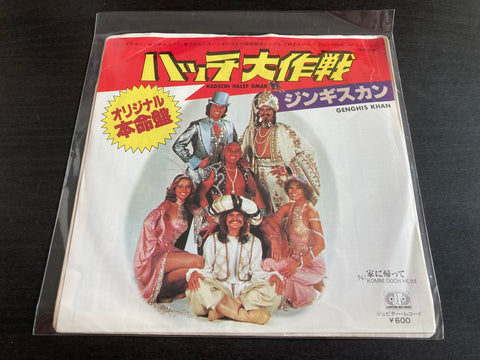 ハッチ大作戦
HADSCHI HALEF OMAR
ジンギスカン
GENGHIS KHAN
オリジナル
本命盤
家に帰って
KOMM DOCH HEIM
ジュピター・レコード
¥600